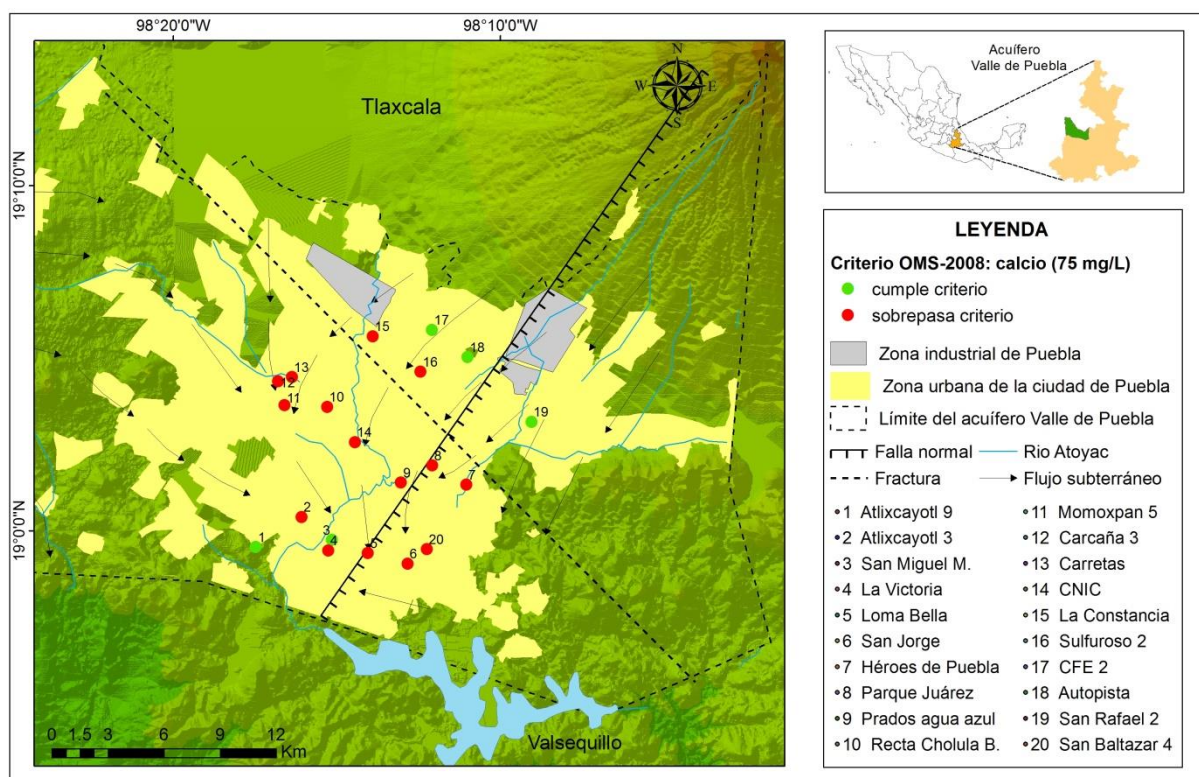 98°20'0"W
98°10'0"W
19°10'0"N
19°0'0"N
Tlaxcala
N
W
E
S
17
15
18
16
13
12
11
10
19
14
8
9
7
2
3
1
4
5
20
6
0 1.5 3 6 9 12
Km
Valsequillo
Acuífero
Valle de Puebla
LEYENDA
Criterio OMS-2008: calcio (75 mg/L)
cumple criterio
sobrepasa criterio
Zona industrial de Puebla
Zona urbana de la ciudad de Puebla
Límite del acuífero Valle de Puebla
Falla normal
Rio Atoyac
Fractura
Flujo subterráneo
1 Atlixcayotl 9
2 Atlixcayotl 3
3 San Miguel M.
4 La Victoria
5 Loma Bella
6 San Jorge
7 Héroes de Puebla
8 Parque Juárez
9 Prados agua azul
10 Recta Cholula B.
11 Momoxpan 5
12 Carcaña 3
13 Carretas
14 CNIC
15 La Constancia
16 Sulfuroso 2
17 CFE 2
18 Autopista
19 San Rafael 2
20 San Baltazar 4